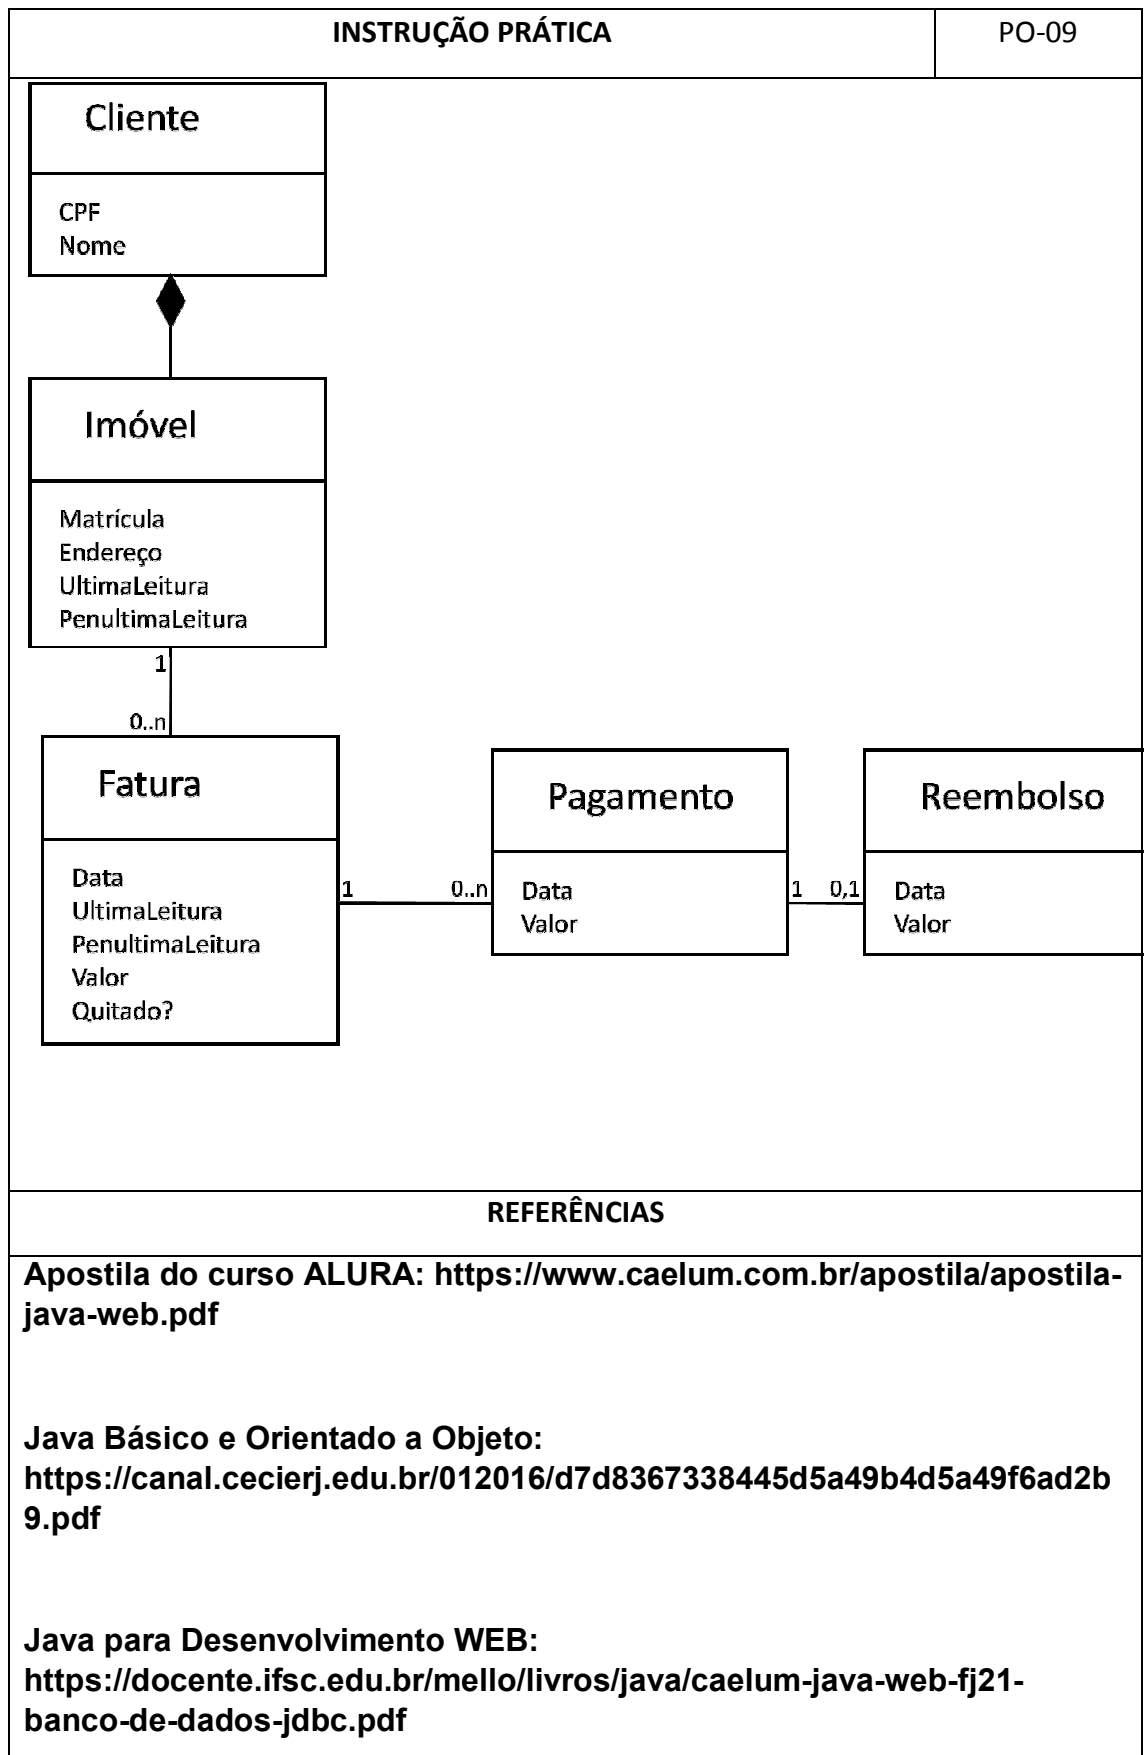 INSTRUÇÃO PRÁTICA
PO-09
Cliente
CPF
Nome
Imóvel
Matrícula
Endereço
UltimaLeitura
PenultimaLeitura
1
0..n
Fatura
Data
UltimaLeitura
PenultimaLeitura
Valor
Quitado?
1
0..n
Pagamento
Data
Valor
1
0,1
Reembolso
Data
Valor
REFERÊNCIAS
Apostila do curso ALURA: https://www.caelum.com.br/apostila/apostila-
java-web.pdf
Java Básico e Orientado a Objeto:
https://canal.cecierj.edu.br/012016/d7d8367338445d5a49b4d5a49f6ad2b
9.pdf
Java para Desenvolvimento WEB:
https://docente.ifsc.edu.br/mello/livros/java/caelum-java-web-fj21-
banco-de-dados-jdbc.pdf